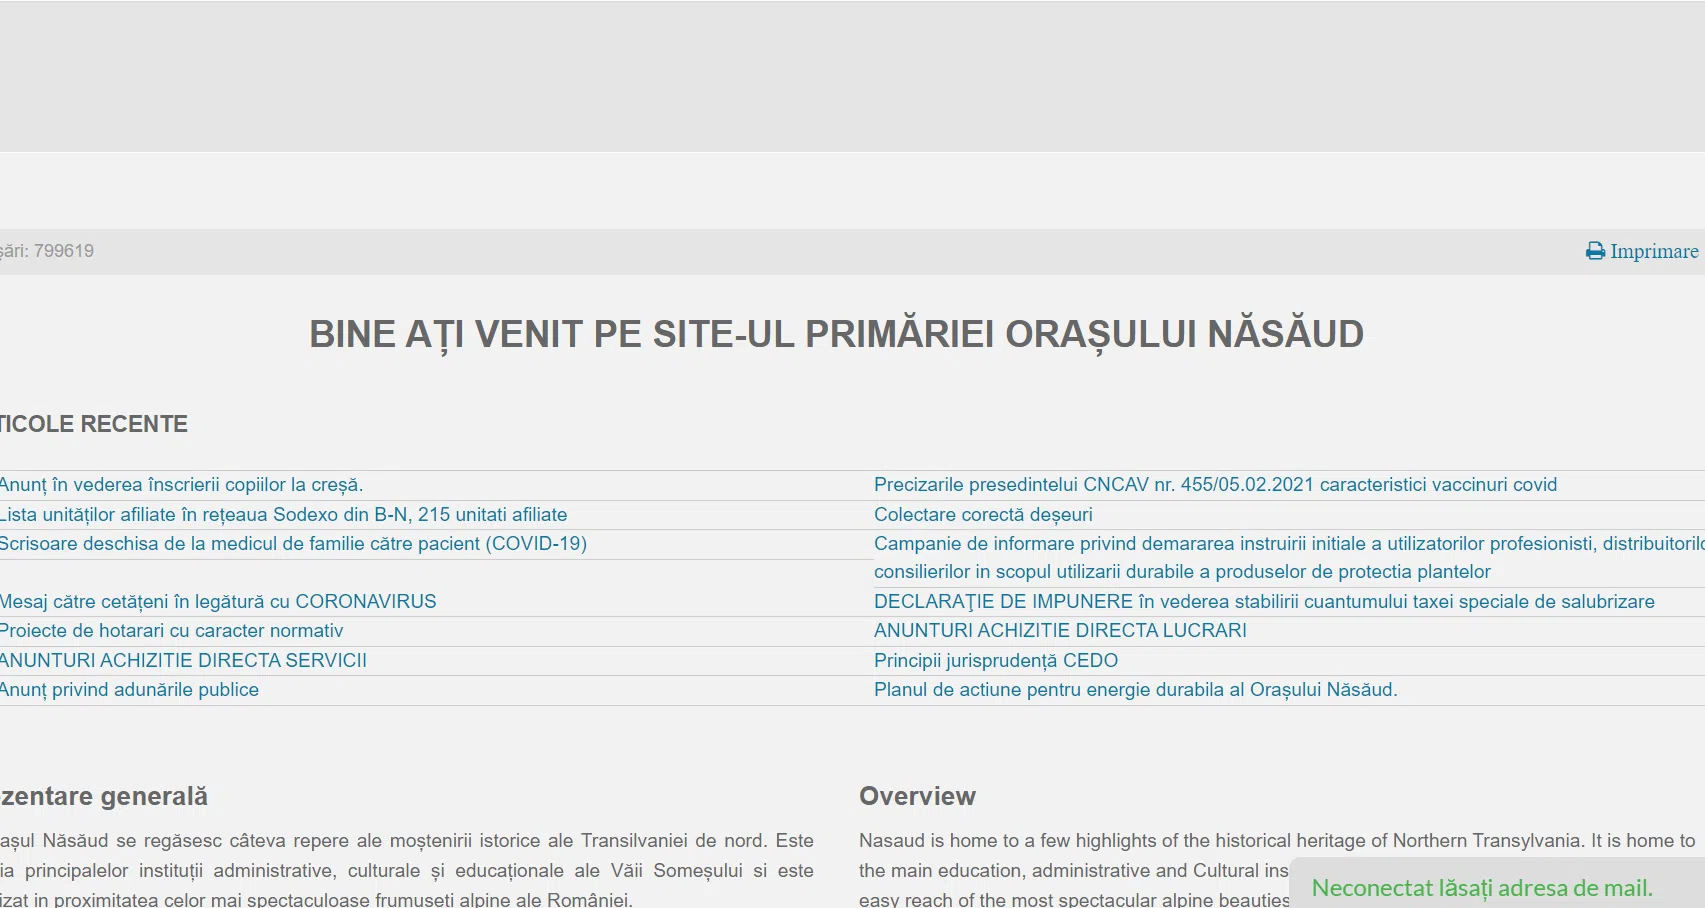 șări: 799619
Imprimare
BINE AȚI VENIT PE SITE-UL PRIMĂRIEI ORAȘULUI NĂSĂUD
TICOLE RECENTE
Anunț în vederea înscrierii copiilor la creșă.
Precizarile presedintelui CNCAV nr. 455/05.02.2021 caracteristici vaccinuri covid
Lista unităților afiliate în rețeaua Sodexo din B-N, 215 unitati afiliate
Colectare corectă deșeuri
Scrisoare deschisa de la medicul de familie către pacient (COVID-19)
Campanie de informare privind demararea instruirii initiale a utilizatorilor profesionisti, distribuitorilo
consilierilor in scopul utilizarii durabile a produselor de protectia plantelor
Mesaj către cetățeni în legătură cu CORONAVIRUS
DECLARAŢIE DE IMPUNERE în vederea stabilirii cuantumului taxei speciale de salubrizare
Proiecte de hotarari cu caracter normativ
ANUNTURI ACHIZITIE DIRECTA LUCRARI
ANUNTURI ACHIZITIE DIRECTA SERVICII
Principii jurisprudență CEDO
Anunț privind adunările publice
Planul de actiune pentru energie durabila al Orașului Năsăud.
zentare generală
așul Năsăud se regăsesc câteva repere ale moștenirii istorice ale Transilvaniei de nord. Este
ia principalelor instituții administrative, culturale și educaționale ale Văii Someșului si este
izat in proximitatea celor mai spectaculoase frumuseți alpine ale României.
Overview
Nasaud is home to a few highlights of the historical heritage of Northern Transylvania. It is home to
the main education, administrative and Cultural ins
easy reach of the most spectacular alpine beauties
Neconectat lăsați adresa de mail.